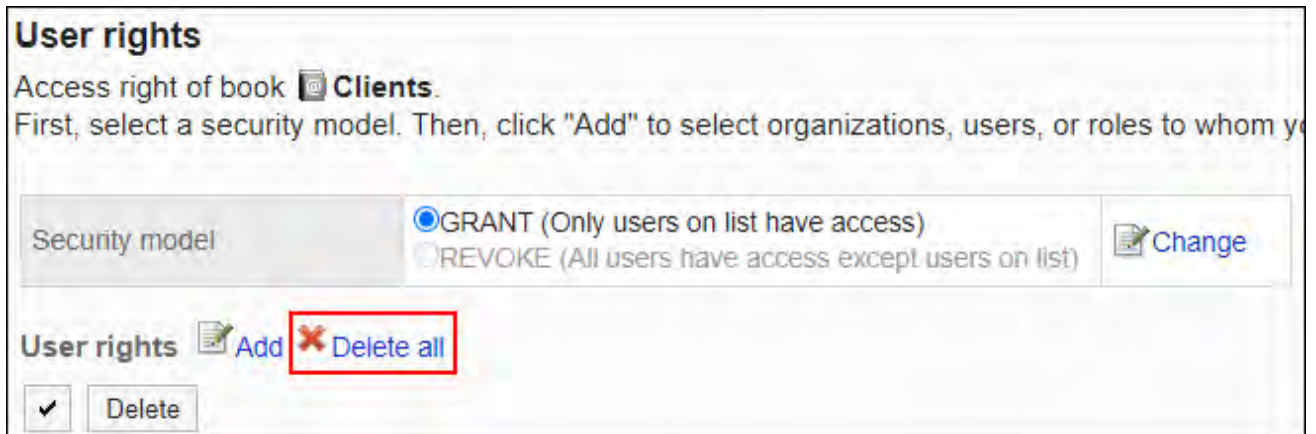 User rights
Access right of book Clients.
First, select a security model. Then, click "Add" to select organizations, users, or roles to whom
Security model
GRANT (Only users on list have access)
REVOKE (All users have access except users on list)
Change
User rights Add Delete all
Delete